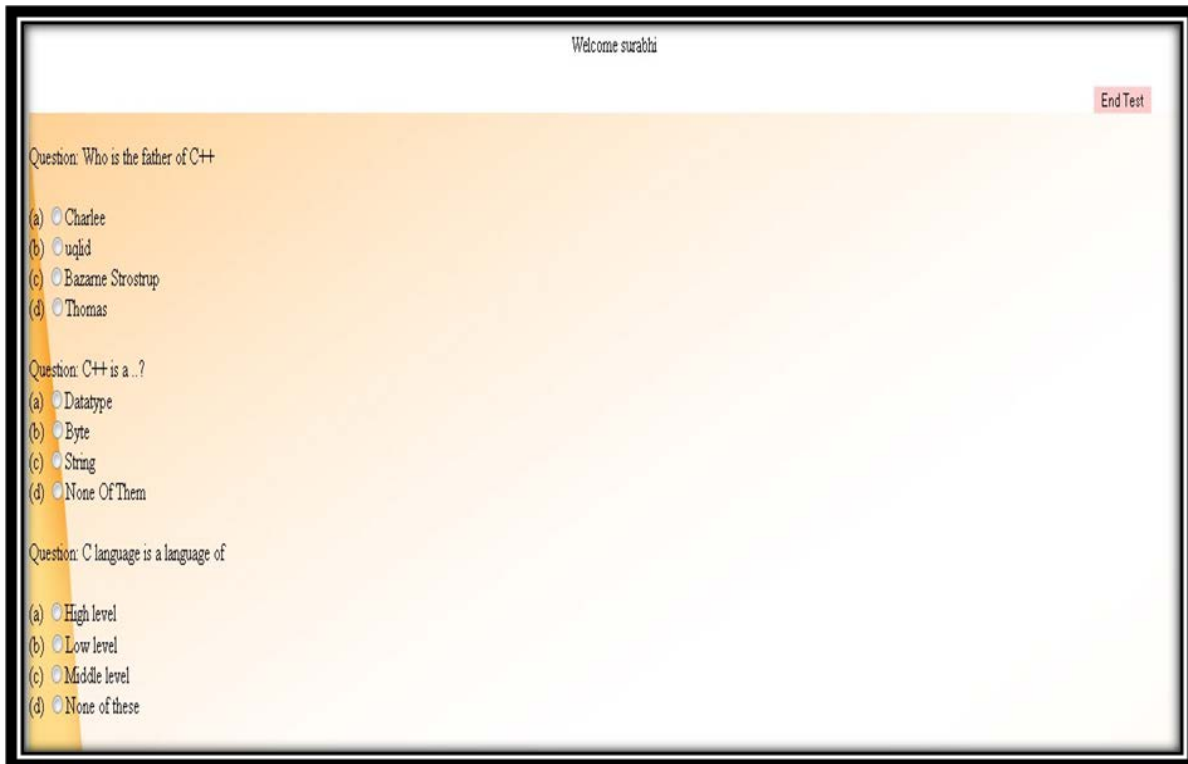 Welcome surabhi
End Test
Question: Who is the father of C++
(a) Charlee
(b) uqlid
(c) Bazarne Strostrup
(d) Thomas
Question: C++ is a ..?
(a) Datatype
(b) Byte
(c) String
(d) None Of Them
Question: C language is a language of
(a) High level
(b) Low level
(c) Middle level
(d) None of these